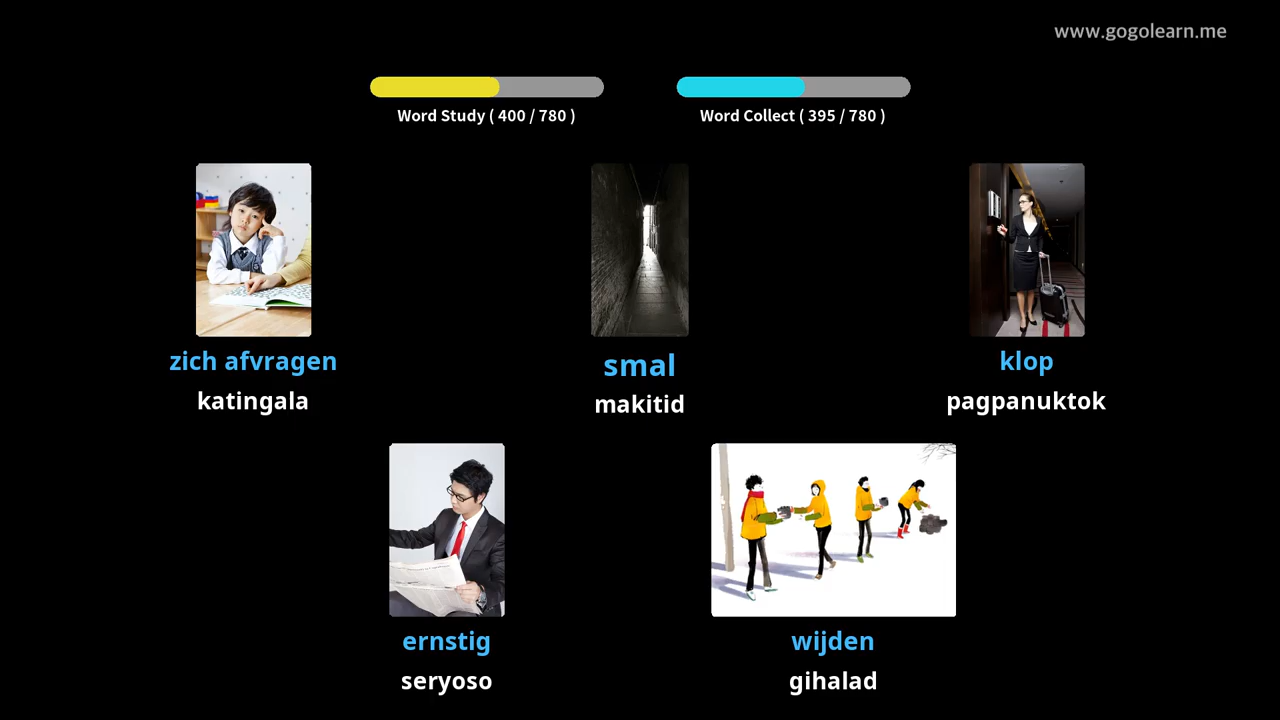 www.gogolearn.me
Word Study ( 400 / 780 )
Word Collect ( 395 / 780 )
zich afvragen
katingala
smal
makitid
klop
pagpanuktok
ernstig
seryoso
wijden
gihalad